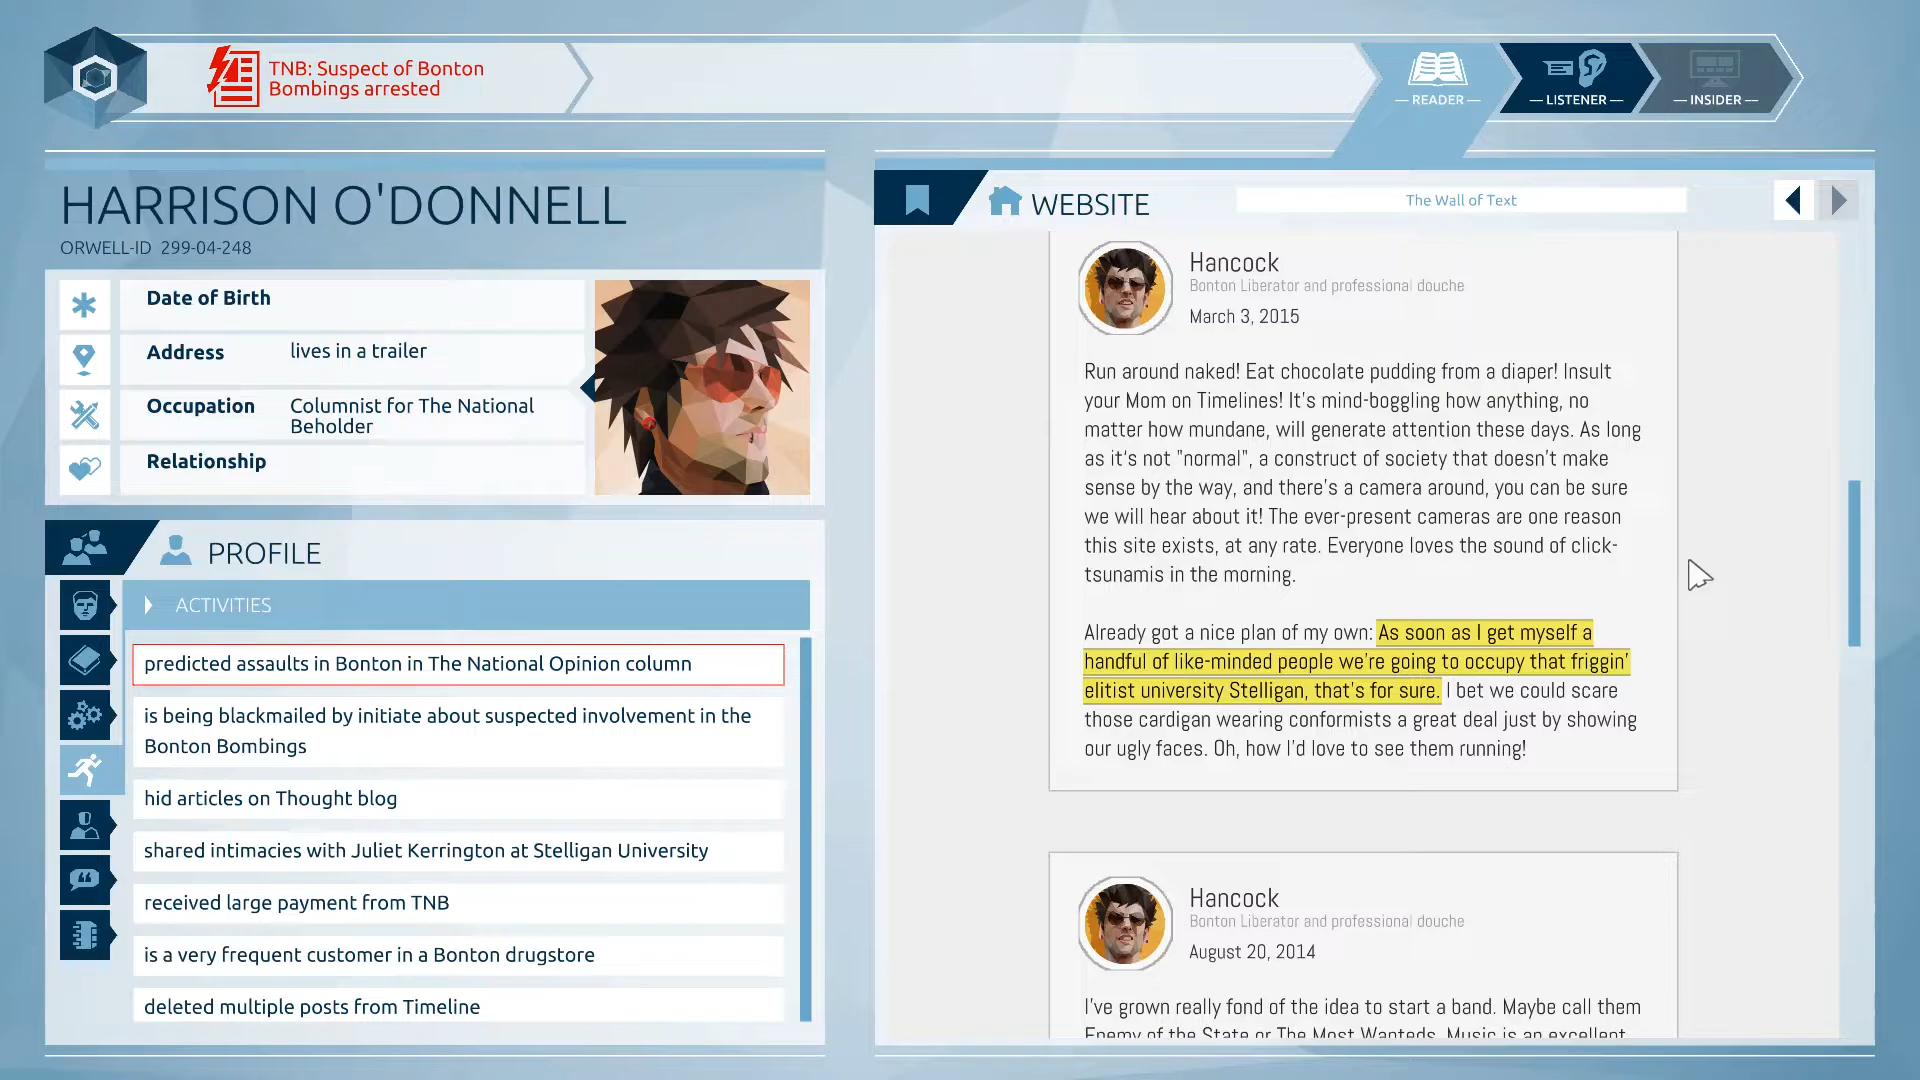 TNB: Suspect of Bonton
Bombings arrested
— READER —
— LISTENER —
— INSIDER —
HARRISON O'DONNELL
ORWELL-ID 299-04-248
Date of Birth
Address lives in a trailer
Occupation Columnist for The National
Beholder
Relationship
PROFILE
ACTIVITIES
predicted assaults in Bonton in The National Opinion column
is being blackmailed by initiate about suspected involvement in the
Bonton Bombings
hid articles on Thought blog
shared intimacies with Juliet Kerrington at Stelligan University
received large payment from TNB
is a very frequent customer in a Bonton drugstore
deleted multiple posts from Timeline
WEBSITE
The Wall of Text
Hancock
Bonton Liberator and professional douche
March 3, 2015
Run around naked! Eat chocolate pudding from a diaper! Insult
your Mom on Timelines! It's mind-boggling how anything, no
matter how mundane, will generate attention these days. As long
as it's not "normal", a construct of society that doesn't make
sense by the way, and there's a camera around, you can be sure
we will hear about it! The ever-present cameras are one reason
this site exists, at any rate. Everyone loves the sound of click-
tsunamis in the morning.
Already got a nice plan of my own: As soon as I get myself a
handful of like-minded people we're going to occupy that friggin'
elitist university Stelligan, that's for sure. I bet we could scare
those cardigan wearing conformists a great deal just by showing
our ugly faces. Oh, how I'd love to see them running!
Hancock
Bonton Liberator and professional douche
August 20, 2014
I've grown really fond of the idea to start a band. Maybe call them
Enemy of the State or The Most Wanteds. Music is an excellent